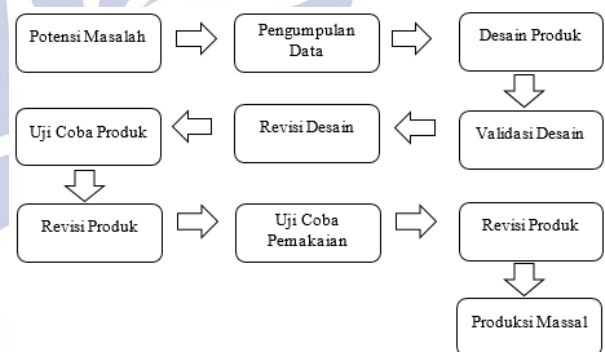 Potensi Masalah
Pengumpulan
Data
Desain Produk
Validasi Desain
Revisi Desain
Uji Coba Produk
Revisi Produk
Uji Coba
Pemakaian
Revisi Produk
Produksi Massal